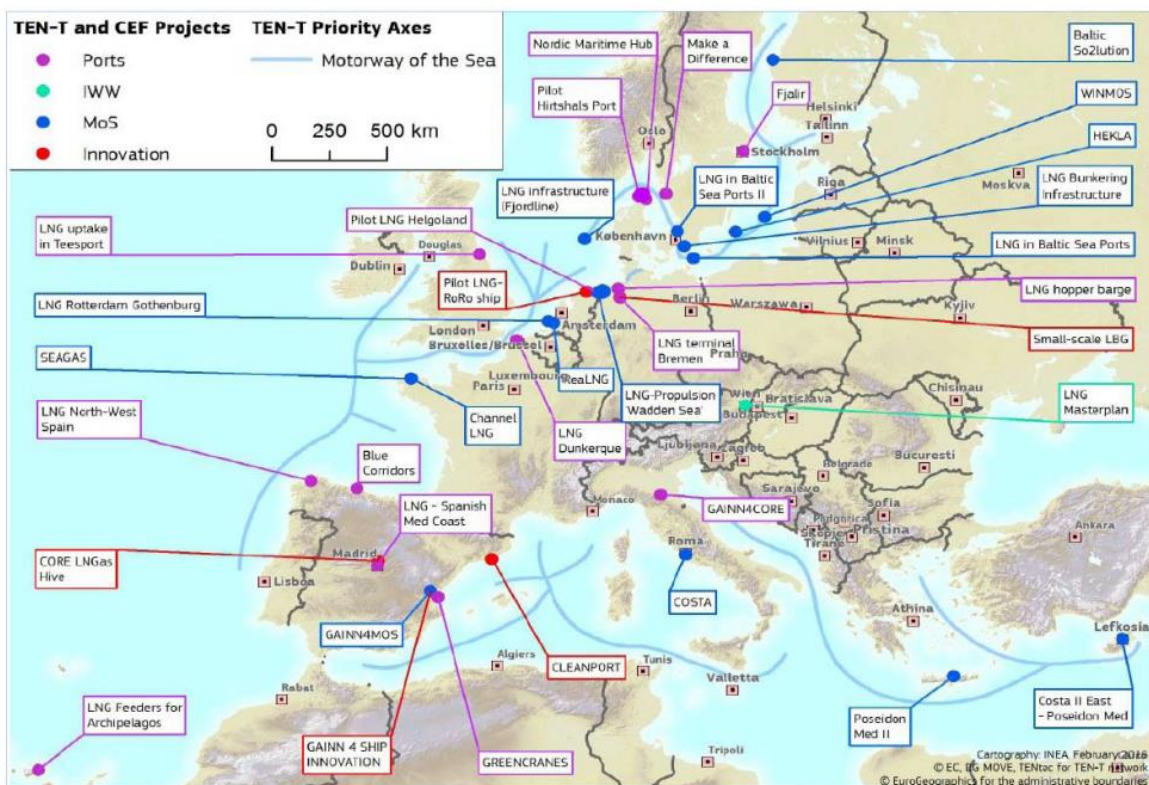 TEN-T and CEF Projects
Ports
IWW
MoS
Innovation
TEN-T Priority Axes
Motorway of the Sea
0 250 500 km
Nordic Maritime Hub
Make a
Difference
Baltic
So2lution
Pilot
Hirtshals Port
Fjalir
WINMOS
HEKLA
Helsinki
Tallinn
Oslo
Stockholm
LNG infrastructure
(Fjordline)
LNG in Baltic
Sea Ports II
Riga
LNG Bunkering
Infrastructure
Moskva
LNG uptake
in Teesport
Pilot LNG Helgoland
København
Vilnius
Minsk
LNG in Baltic Sea Ports
Douglas
Dublin
Pilot LNG-
RoRo ship
Berlin
Warszawa
Kyjiv
LNG hopper barge
LNG Rotterdam Gothenburg
London
Amsterdam
Bruxelles/Brussel
LNG terminal
Bremen
Praha
Small-scale LBG
SEAGAS
Luxembourg
Paris
ReaLNG
LNG-Propulsion
Wadden Sea
Wien
Bratislava
Budapest
Chisinau
LNG
Masterplan
LNG North-West
Spain
Channel
LNG
LNG
Dunkerque
Ljubljana
Zagreb
Bucuresti
Blue
Corridors
Belgrade
LNG - Spanish
Med Coast
Monaco
GAINN4CORE
Sarajevo
Sofia
Podgorica
Pristina
Skopje
Tirane
Ankara
CORE LNGas
Hive
Madrid
Roma
Lisboa
COSTA
Athina
Lefkosia
GAINN4MOS
CLEANPORT
Algiers
Tunis
Valletta
Rabat
LNG Feeders for
Archipelagos
GAINN 4 SHIP
INNOVATION
GREENCRANES
Poseidon
Med II
Costa II East
- Poseidon Med
Tripoli
Cartography: INEA, February 2016
© EC, DG MOVE, TENtec for TEN-T network
© EuroGeographics for the administrative boundaries